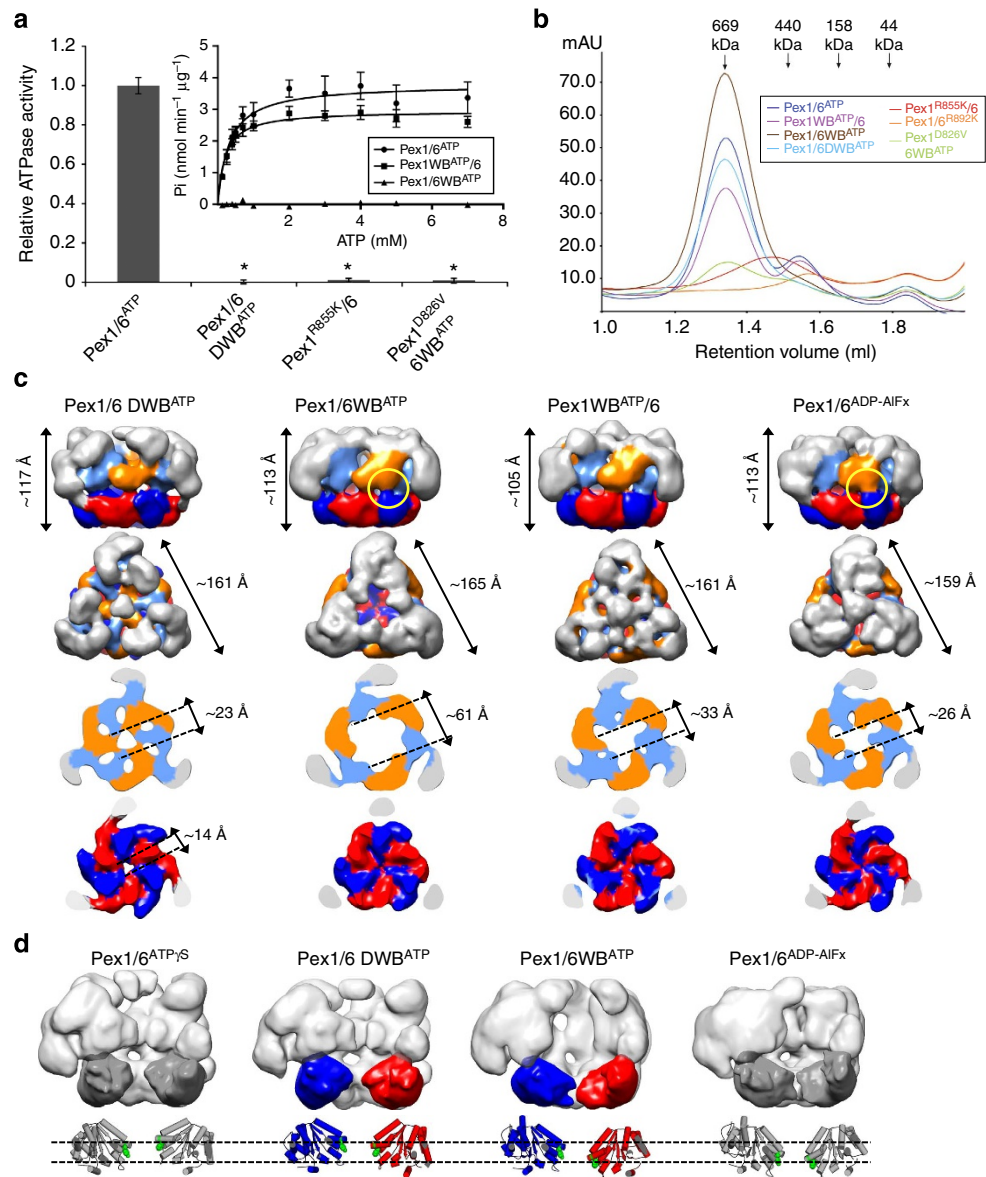 a
Relative ATPase activity
1.2
1.0
0.8
0.6
0.4
0.2
0
Pex1/6ᴬᵀᴾ
Pex1/6 DWBᴬᵀᴾ
Pex1ᴿ⁸⁵⁵ᴷ/6
Pex1ᴰ⁸²⁶ⱽ 6WBᴬᵀᴾ
*
*
*
Pi (nmol min⁻¹ μg⁻¹)
5
4
3
2
1
0
0
2
4
6
8
ATP (mM)
Pex1/6ᴬᵀᴾ
Pex1WBᴬᵀᴾ/6
Pex1/6WBᴬᵀᴾ
b
mAU
669 kDa
440 kDa
158 kDa
44 kDa
70.0
50.0
30.0
10.0
1.0
1.2
1.4
1.6
1.8
Retention volume (ml)
Pex1/6ᴬᵀᴾ
Pex1WBᴬᵀᴾ/6
Pex1/6WBᴬᵀᴾ
Pex1/6DWBᴬᵀᴾ
Pex1ᴿ⁸⁵⁵ᴷ/6
Pex1/6ᴿ⁸⁹²ᴷ
Pex1ᴰ⁸²⁶ⱽ
6WBᴬᵀᴾ
c
Pex1/6 DWBᴬᵀᴾ
Pex1/6WBᴬᵀᴾ
Pex1WBᴬᵀᴾ/6
Pex1/6ᴬᴰᴾ⁻ᴬˡᶠˣ
~117 Å
~113 Å
~105 Å
~113 Å
~161 Å
~165 Å
~161 Å
~159 Å
~23 Å
~61 Å
~33 Å
~26 Å
~14 Å
d
Pex1/6ᴬᵀᴾᵞˢ
Pex1/6 DWBᴬᵀᴾ
Pex1/6WBᴬᵀᴾ
Pex1/6ᴬᴰᴾ⁻ᴬˡᶠˣ